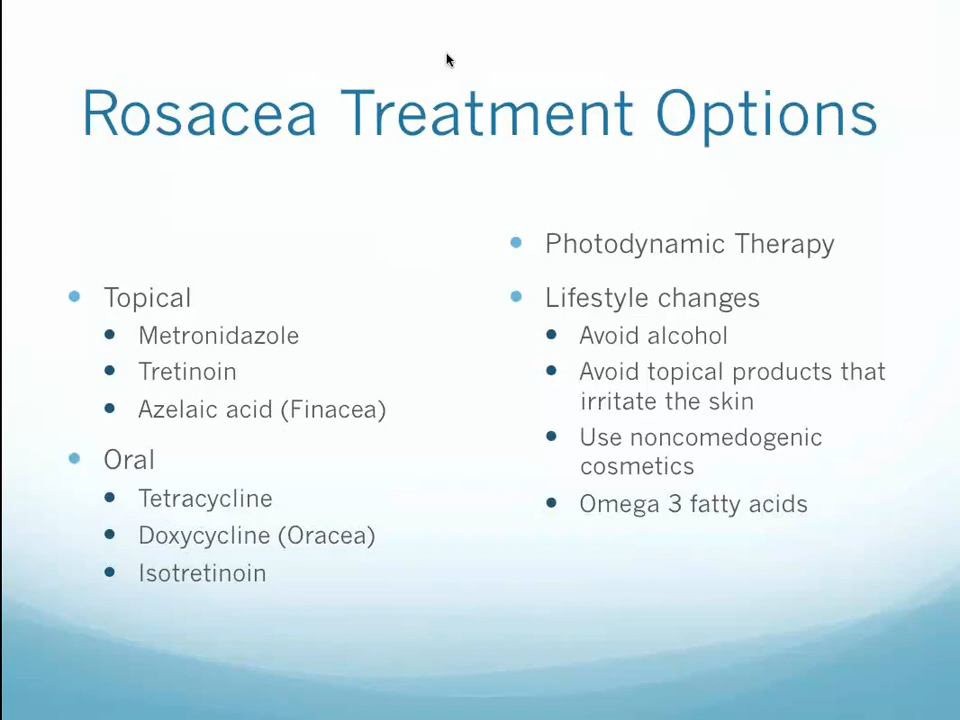 Rosacea Treatment Options
Topical
Metronidazole
Tretinoin
Azelaic acid (Finacea)
Oral
Tetracycline
Doxycycline (Oracea)
Isotretinoin
Photodynamic Therapy
Lifestyle changes
Avoid alcohol
Avoid topical products that
irritate the skin
Use noncomedogenic
cosmetics
Omega 3 fatty acids